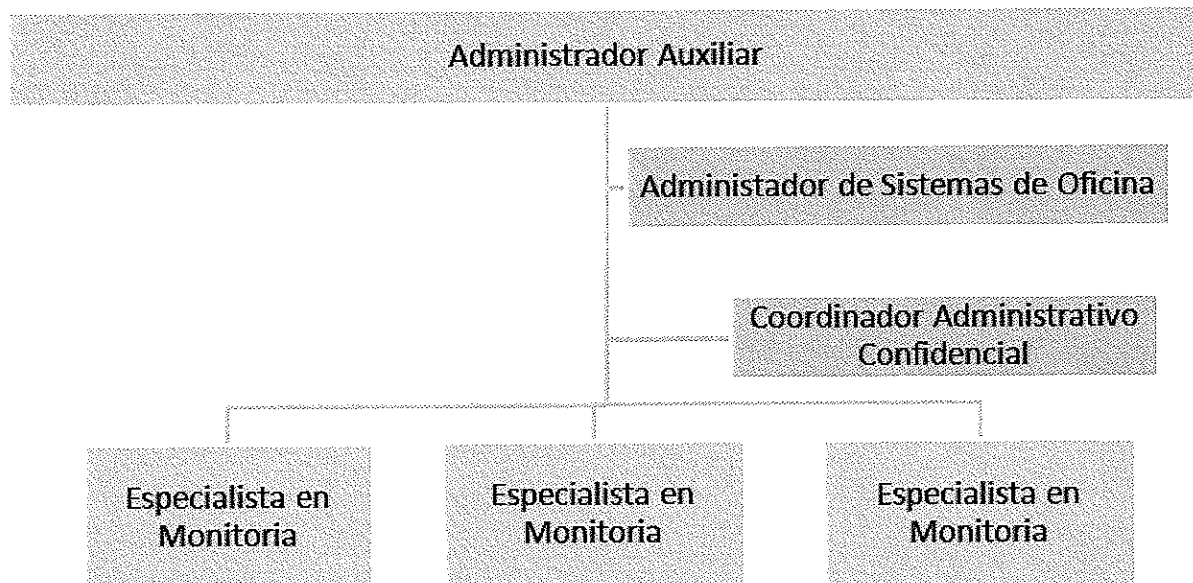 Administrador Auxiliar
Administador de Sistemas de Oficina
Coordinador Administrativo
Confidencial
Especialista en
Monitoria
Especialista en
Monitoria
Especialista en
Monitoria